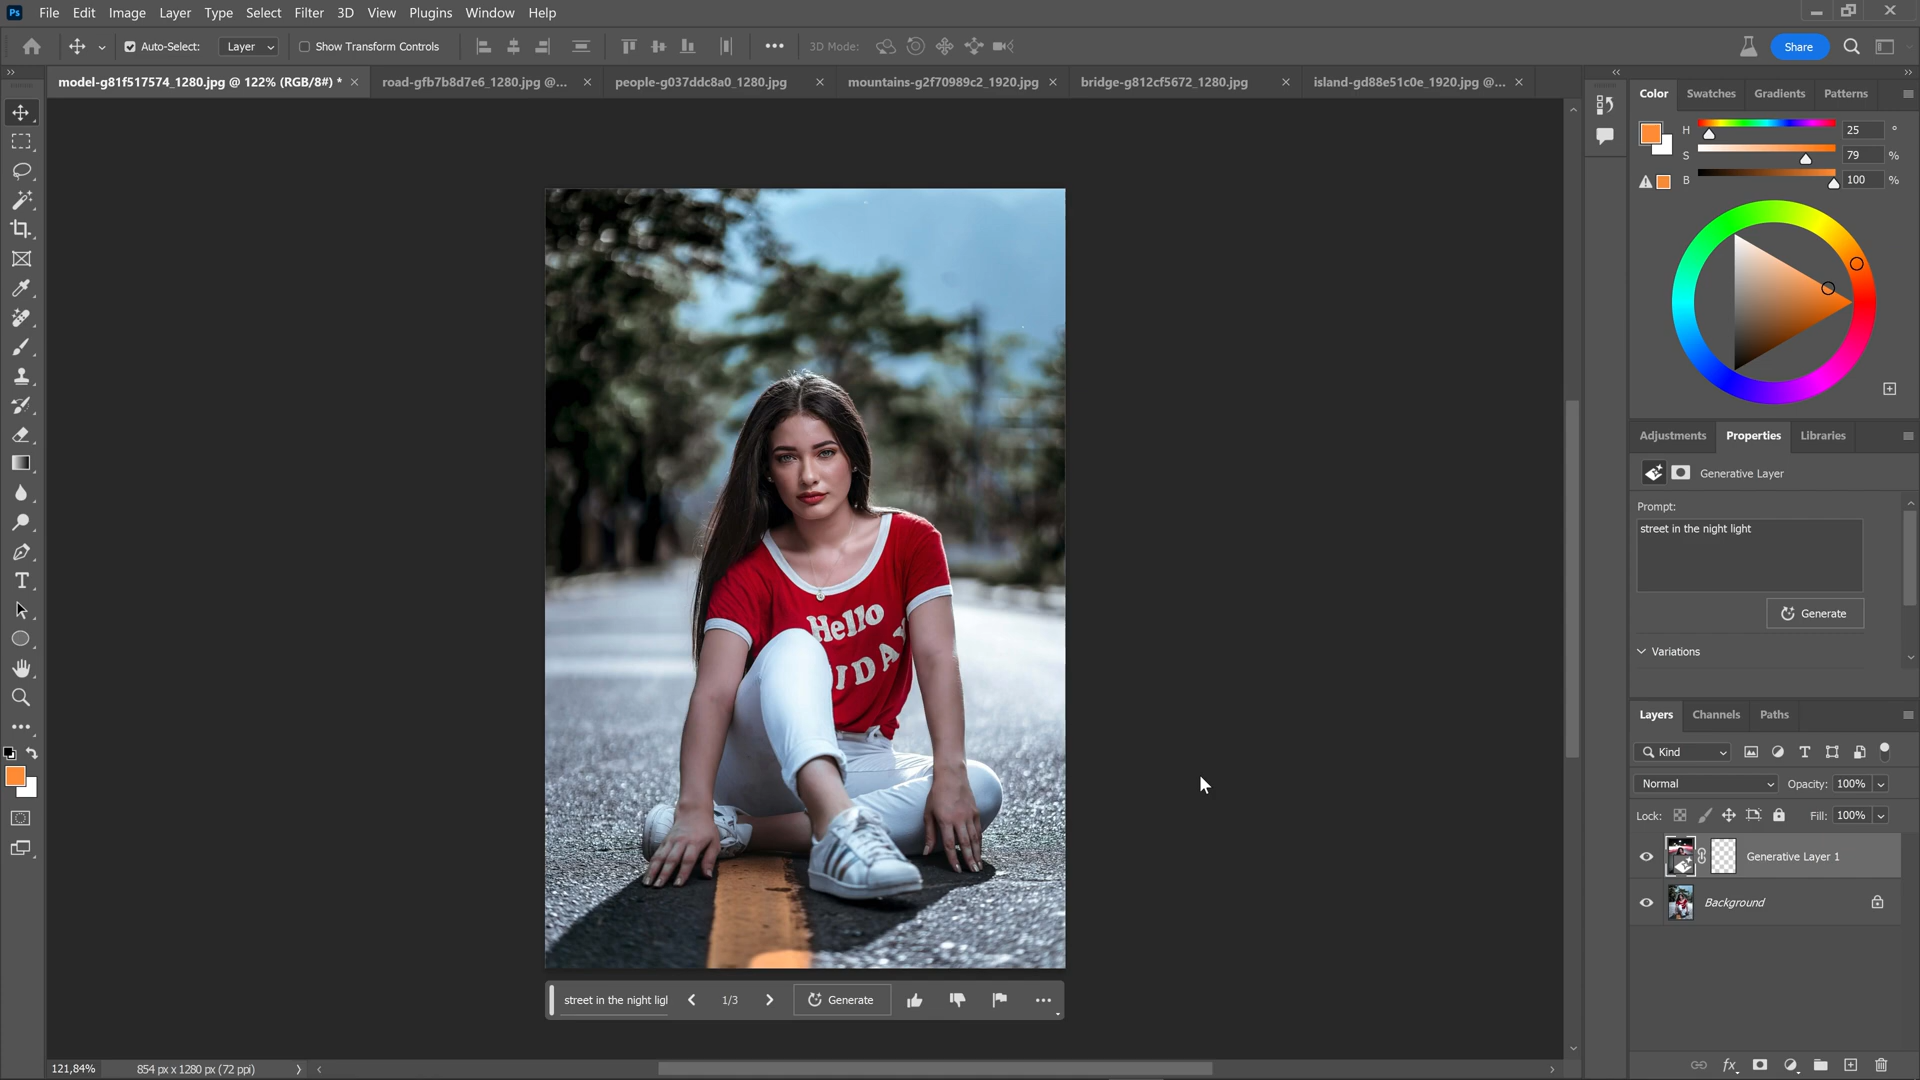 Ps File Edit Image Layer Type Select Filter 3D View Plugins Window Help
Auto-Select: Layer Show Transform Controls 3D Mode: Share
model-g81f517574_1280.jpg @ 122% (RGB/8#) * road-gfb7b8d7e6_1280.jpg @... people-g037ddc8a0_1280.jpg mountains-g2f70989c2_1920.jpg bridge-g812cf5672_1280.jpg island-gd88e51c0e_1920.jpg @...
Color Swatches Gradients Patterns
H 25 °
S 79 %
B 100 %
Adjustments Properties Libraries
Generative Layer
Prompt:
street in the night light
Generate
Variations
Hello
IDAY
Layers Channels Paths
Kind
Normal Opacity: 100%
Lock: Fill: 100%
Generative Layer 1
Background
street in the night ligl 1/3 Generate
121,84% 854 px x 1280 px (72 ppi)
fx